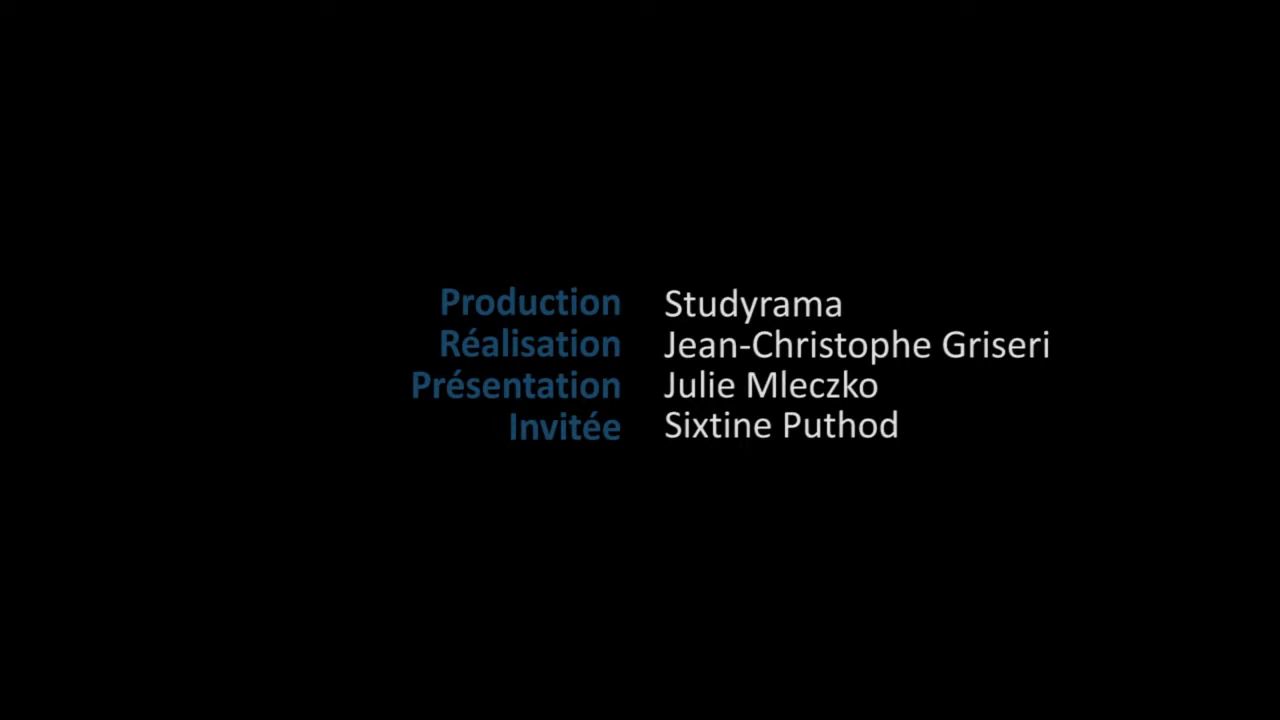 Production Studyrama
Réalisation Jean-Christophe Griseri
Présentation Julie Mleczko
Invitée Sixtine Puthod